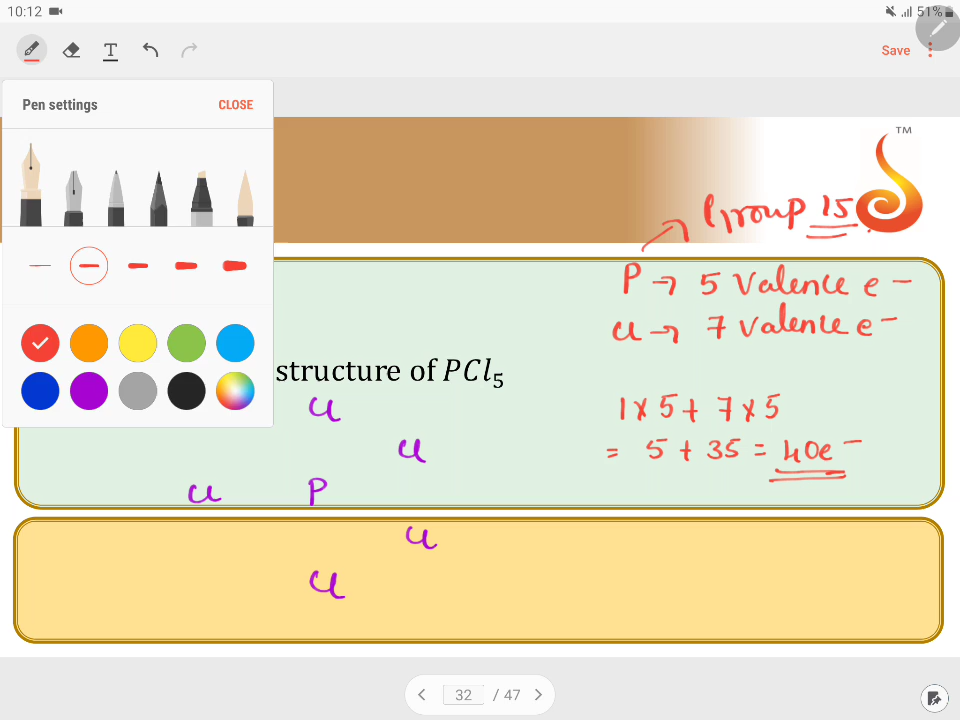 10:12
51%
T
Save
Pen settings
CLOSE
TM
Group 15
P → 5 Valence e −
Cl → 7 Valence e −
structure of PCl₅
1 × 5 + 7 × 5
= 5 + 35 = 40e −
Cl
Cl
Cl P
Cl
Cl
32 / 47